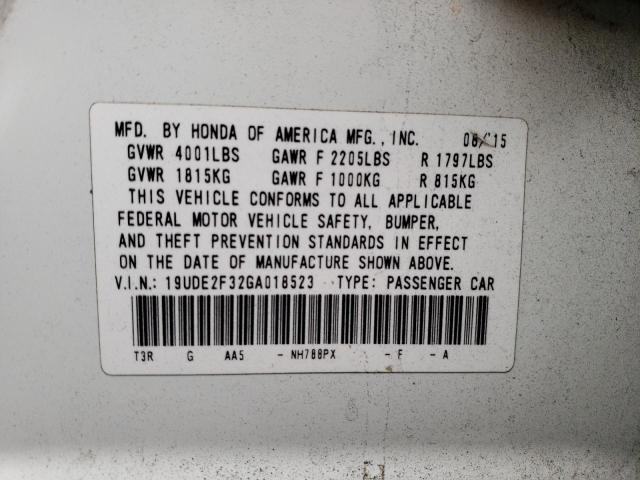 MFD. BY HONDA OF AMERICA MFG., INC. 08/15
GVWR 4001LBS GAWR F 2205LBS R 1797LBS
GVWR 1815KG GAWR F 1000KG R 815KG
THIS VEHICLE CONFORMS TO ALL APPLICABLE
FEDERAL MOTOR VEHICLE SAFETY, BUMPER,
AND THEFT PREVENTION STANDARDS IN EFFECT
ON THE DATE OF MANUFACTURE SHOWN ABOVE.
V.I.N.: 19UDE2F32GA018523 TYPE: PASSENGER CAR
T3R G AA5 - NH788PX - F - A